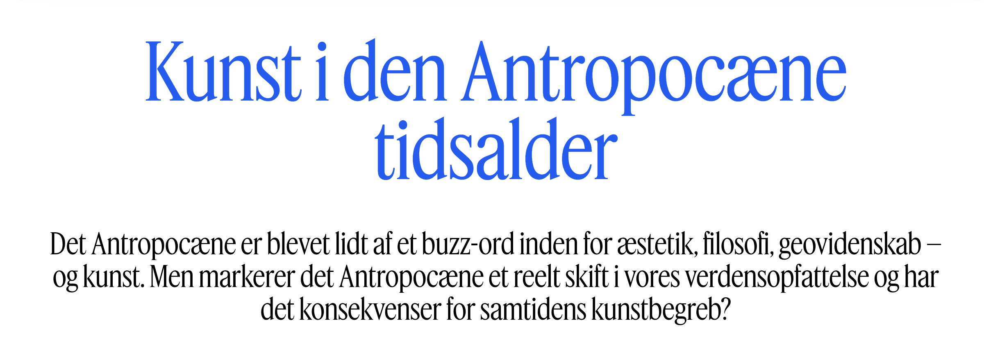 Kunst i den Antropocæne
tidsalder
Det Antropocæne er blevet lidt af et buzz-ord inden for æstetik, filosofi, geovidenskab –
og kunst. Men markerer det Antropocæne et reelt skift i vores verdensopfattelse og har
det konsekvenser for samtidens kunstbegreb?